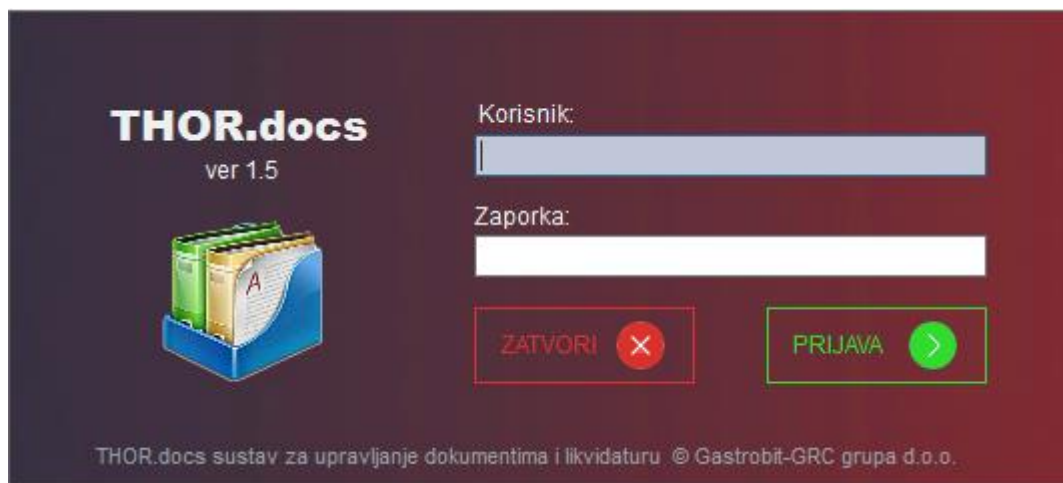 THOR.docs
ver 1.5
Korisnik:
Zaporka:
A
ZATVORI
PRIJAVA
THOR.docs sustav za upravljanje dokumentima i likvidaturu © Gastrobit-GRC grupa d.o.o.